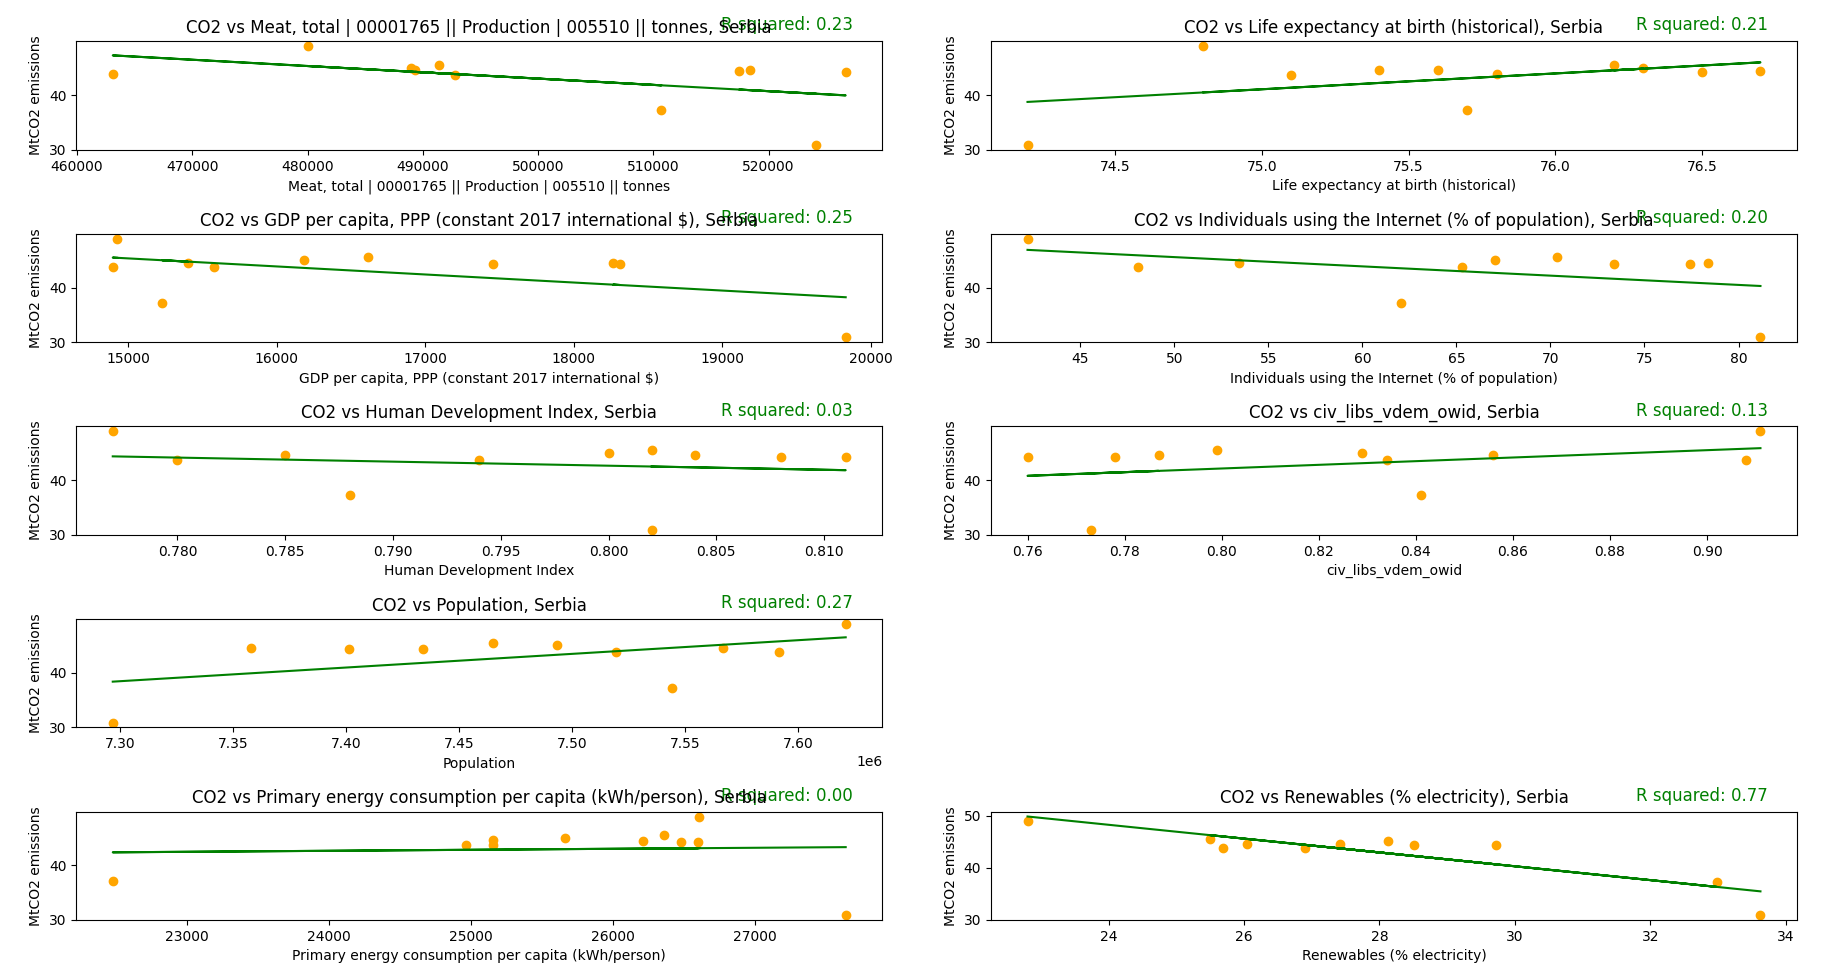 CO2 vs Meat, total | 00001765 || Production | 005510 || tonnes, Serbia
R squared: 0.23
MtCO2 emissions
40
30
460000 470000 480000 490000 500000 510000 520000
Meat, total | 00001765 || Production | 005510 || tonnes
CO2 vs Life expectancy at birth (historical), Serbia
R squared: 0.21
MtCO2 emissions
40
30
74.5 75.0 75.5 76.0 76.5
Life expectancy at birth (historical)
CO2 vs GDP per capita, PPP (constant 2017 international $), Serbia
R squared: 0.25
MtCO2 emissions
40
30
15000 16000 17000 18000 19000 20000
GDP per capita, PPP (constant 2017 international $)
CO2 vs Individuals using the Internet (% of population), Serbia
R squared: 0.20
MtCO2 emissions
40
30
45 50 55 60 65 70 75 80
Individuals using the Internet (% of population)
CO2 vs Human Development Index, Serbia
R squared: 0.03
MtCO2 emissions
40
30
0.780 0.785 0.790 0.795 0.800 0.805 0.810
Human Development Index
CO2 vs civ_libs_vdem_owid, Serbia
R squared: 0.13
MtCO2 emissions
40
30
0.76 0.78 0.80 0.82 0.84 0.86 0.88 0.90
civ_libs_vdem_owid
CO2 vs Population, Serbia
R squared: 0.27
MtCO2 emissions
40
30
7.30 7.35 7.40 7.45 7.50 7.55 7.60
1e6
Population
CO2 vs Primary energy consumption per capita (kWh/person), Serbia
R squared: 0.00
MtCO2 emissions
40
30
23000 24000 25000 26000 27000
Primary energy consumption per capita (kWh/person)
CO2 vs Renewables (% electricity), Serbia
R squared: 0.77
MtCO2 emissions
50
40
30
24 26 28 30 32 34
Renewables (% electricity)